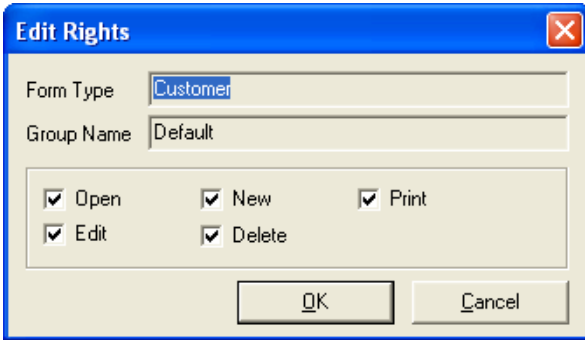 Edit Rights
Form Type Customer
Group Name Default
Open New Print
Edit Delete
OK Cancel